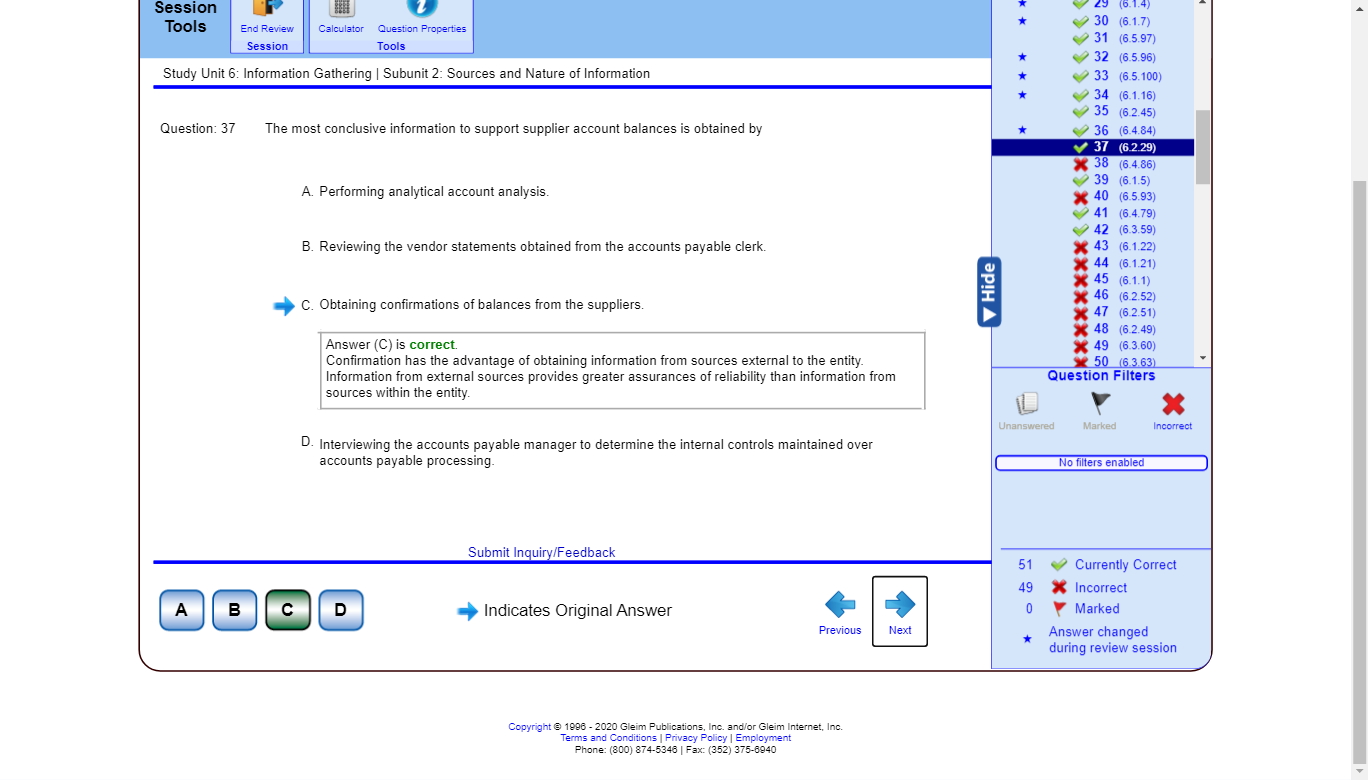 Session
Tools
End Review
Session
Calculator
Question Properties
Tools
Study Unit 6: Information Gathering | Subunit 2: Sources and Nature of Information
Question: 37
The most conclusive information to support supplier account balances is obtained by
A. Performing analytical account analysis.
B. Reviewing the vendor statements obtained from the accounts payable clerk.
C. Obtaining confirmations of balances from the suppliers.
Answer (C) is correct.
Confirmation has the advantage of obtaining information from sources external to the entity.
Information from external sources provides greater assurances of reliability than information from
sources within the entity.
D. Interviewing the accounts payable manager to determine the internal controls maintained over
accounts payable processing.
Submit Inquiry/Feedback
A
B
C
D
Indicates Original Answer
Previous
Next
29 (6.1.4)
30 (6.1.7)
31 (6.5.97)
32 (6.5.96)
33 (6.5.100)
34 (6.1.16)
35 (6.2.45)
36 (6.4.84)
37 (6.2.29)
38 (6.4.86)
39 (6.1.5)
40 (6.5.93)
41 (6.4.79)
42 (6.3.59)
43 (6.1.22)
44 (6.1.21)
45 (6.1.1)
46 (6.2.52)
47 (6.2.51)
48 (6.2.49)
49 (6.3.60)
50 (6.3.63)
Hide
Question Filters
Unanswered
Marked
Incorrect
No filters enabled
51 Currently Correct
49 Incorrect
0 Marked
Answer changed
during review session
Copyright © 1996 - 2020 Gleim Publications, Inc. and/or Gleim Internet, Inc.
Terms and Conditions | Privacy Policy | Employment
Phone: (800) 874-5346 | Fax: (352) 375-6940